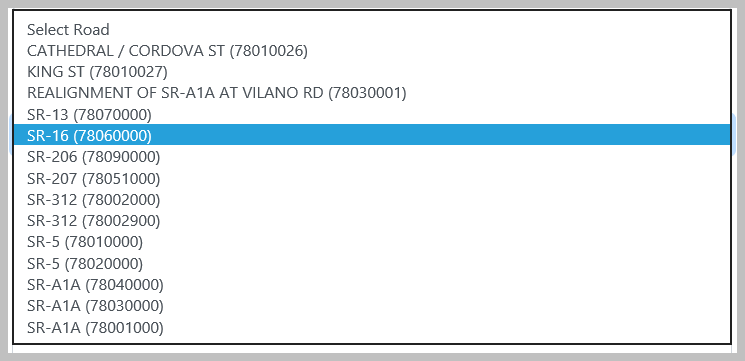 Select Road
CATHEDRAL / CORDOVA ST (78010026)
KING ST (78010027)
REALIGNMENT OF SR-A1A AT VILANO RD (78030001)
SR-13 (78070000)
SR-16 (78060000)
SR-206 (78090000)
SR-207 (78051000)
SR-312 (78002000)
SR-312 (78002900)
SR-5 (78010000)
SR-5 (78020000)
SR-A1A (78040000)
SR-A1A (78030000)
SR-A1A (78001000)